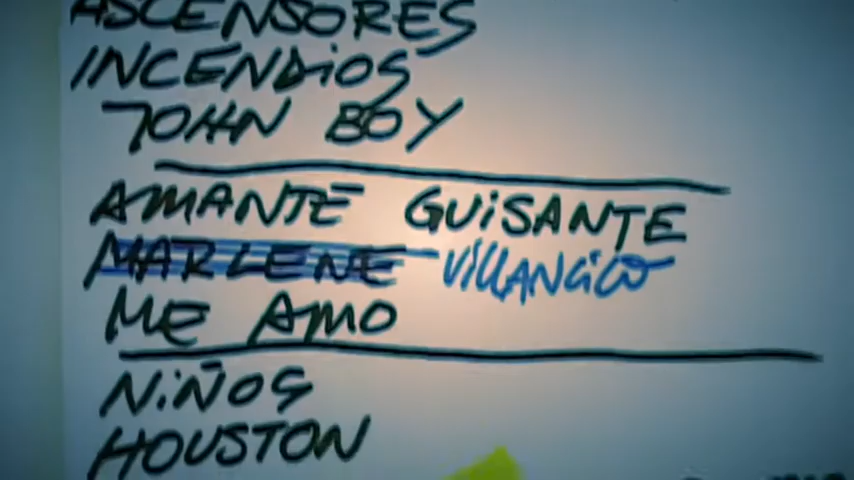 ASCENSORES
INCENDiOS
JOHN BOY
AMANTE GUiSANTE
MARLENE VillANCiCO
ME AMO
NiÑOS
HOUSTON